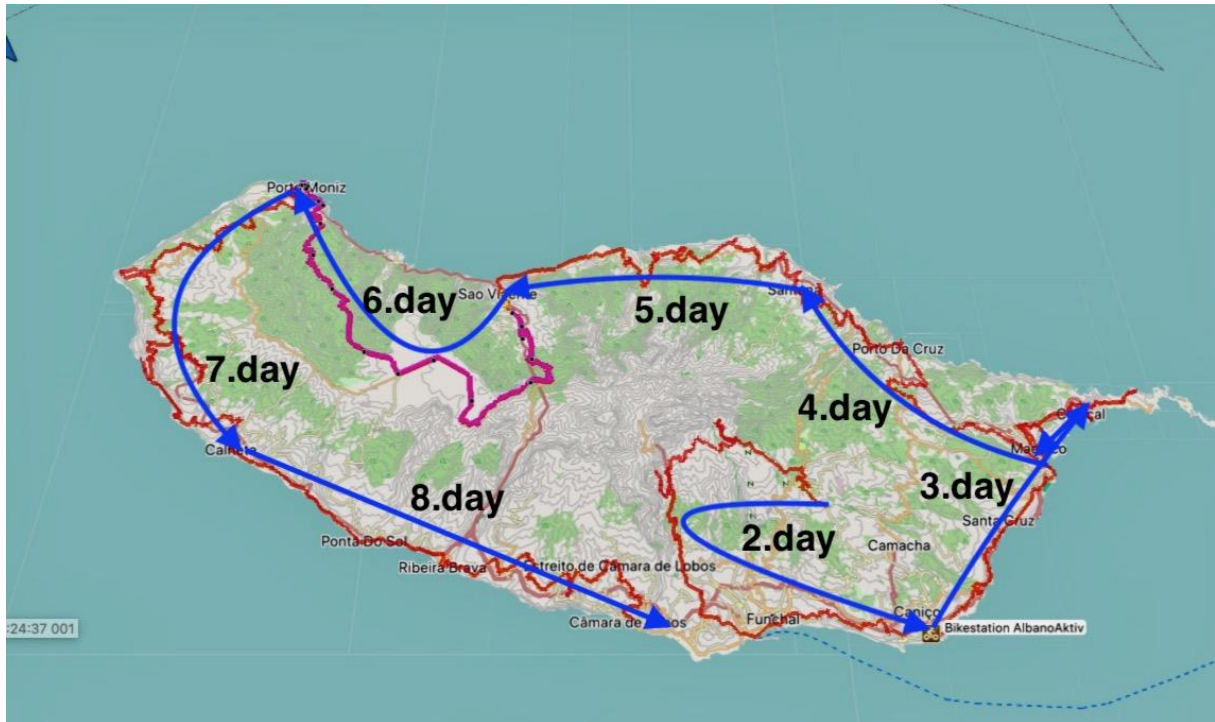 Porto Moniz
6.day
Sao Vicente
5.day
Santana
Porto Da Cruz
7.day
4.day
Caniçal
Machico
Calheta
8.day
3.day
Santa Cruz
2.day
Ponta Do Sol
Camacha
Ribeira Brava
Estreito de Câmara de Lobos
Caniço
Câmara de Lobos
Funchal
Bikestation AlbanoAktiv
:24:37 001